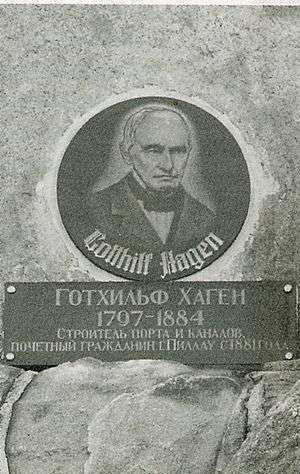 Gotthilf Hagen
ГОТХИЛЬФ ХАГЕН
1797-1884
СТРОИТЕЛЬ ПОРТА И КАНАЛОВ,
ПОЧЕТНЫЙ ГРАЖДАНИН Г.ПИЛЛАУ С 1881 ГОДА